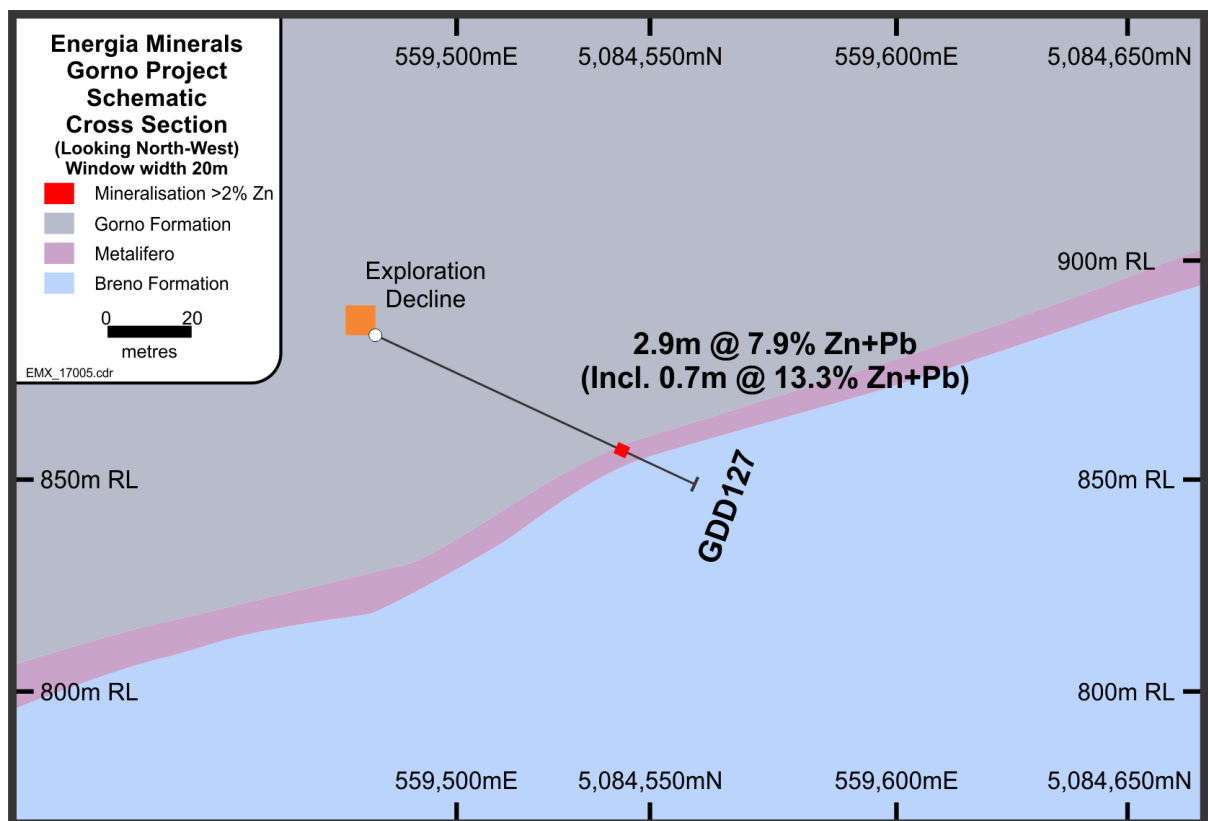 Energia Minerals
Gorno Project
Schematic
Cross Section
(Looking North-West)
Window width 20m
Mineralisation >2% Zn
Gorno Formation
Metalifero
Breno Formation
0 20
metres
EMX_17005.cdr
559,500mE 5,084,550mN 559,600mE 5,084,650mN
900m RL
Exploration
Decline
2.9m @ 7.9% Zn+Pb
(Incl. 0.7m @ 13.3% Zn+Pb)
GDD127
850m RL 850m RL
800m RL 800m RL
559,500mE 5,084,550mN 559,600mE 5,084,650mN